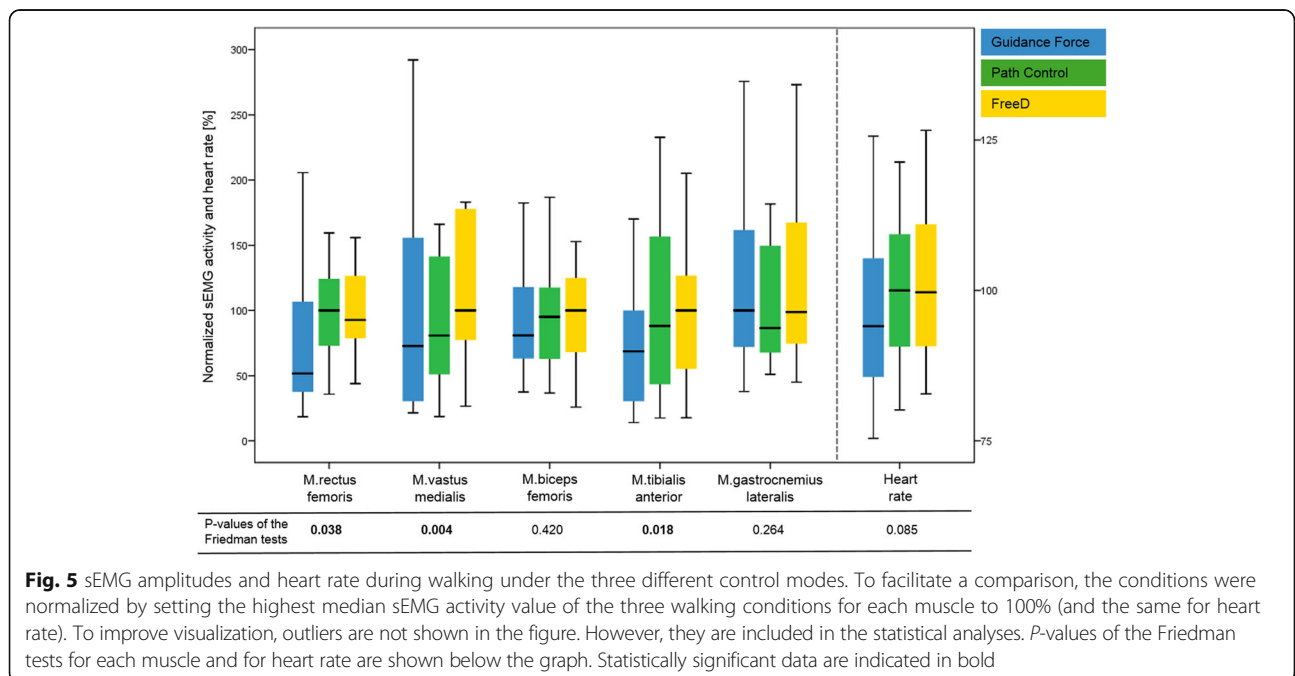 Guidance Force
Path Control
FreeD
Normalized sEMG activity and heart rate [%]
300
250
200
150
100
50
0
125
100
75
M.rectus femoris
M.vastus medialis
M.biceps femoris
M.tibialis anterior
M.gastrocnemius lateralis
Heart rate
P-values of the Friedman tests
0.038 0.004 0.420 0.018 0.264 0.085
Fig. 5 sEMG amplitudes and heart rate during walking under the three different control modes. To facilitate a comparison, the conditions were
normalized by setting the highest median sEMG activity value of the three walking conditions for each muscle to 100% (and the same for heart
rate). To improve visualization, outliers are not shown in the figure. However, they are included in the statistical analyses. P-values of the Friedman
tests for each muscle and for heart rate are shown below the graph. Statistically significant data are indicated in bold